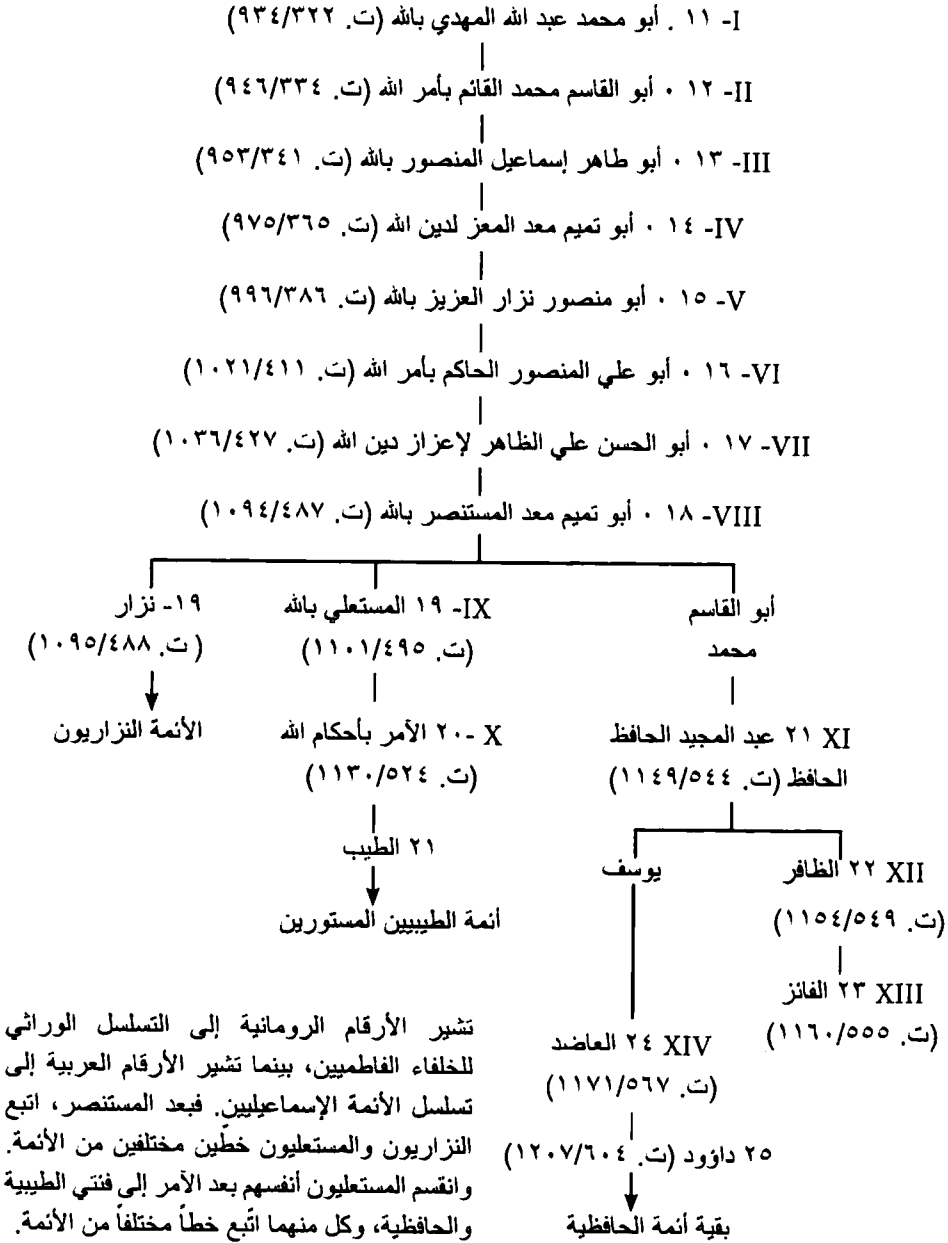 I- ١١ . أبو محمد عبد الله المهدي بالله (ت. ٩٣٤/٣٢٢)
II- ١٢ . أبو القاسم محمد القائم بأمر الله (ت. ٩٤٦/٣٣٤)
III- ١٣ . أبو طاهر إسماعيل المنصور بالله (ت. ٩٥٣/٣٤١)
IV- ١٤ . أبو تميم معد المعز لدين الله (ت. ٩٧٥/٣٦٥)
V- ١٥ . أبو منصور نزار العزيز بالله (ت. ٩٩٦/٣٨٦)
VI- ١٦ . أبو علي المنصور الحاكم بأمر الله (ت. ١٠٢١/٤١١)
VII- ١٧ . أبو الحسن علي الظاهر لإعزاز دين الله (ت. ١٠٣٦/٤٢٧)
VIII- ١٨ . أبو تميم معد المستنصر بالله (ت. ١٠٩٤/٤٨٧)
أبو القاسم
محمد
XI ٢١ عبد المجيد الحافظ
الحافظ (ت. ١١٤٩/٥٤٤)
XII ٢٢ الظافر
(ت. ١١٥٤/٥٤٩)
XIII ٢٣ الفائز
(ت. ١١٦٠/٥٥٥)
يوسف
XIV ٢٤ العاضد
(ت. ١١٧١/٥٦٧)
٢٥ داؤود (ت. ١٢٠٧/٦٠٤)
بقية أئمة الحافظية
IX- ١٩ المستعلي بالله
(ت. ١١٠١/٤٩٥)
X -٢٠ الآمر بأحكام الله
(ت. ١١٣٠/٥٢٤)
٢١ الطيب
أئمة الطيبيين المستورين
١٩- نزار
(ت. ١٠٩٥/٤٨٨)
الأئمة النزاريون
تشير الأرقام الرومانية إلى التسلسل الوراثي
للخلفاء الفاطميين، بينما تشير الأرقام العربية إلى
تسلسل الأئمة الإسماعيليين. فبعد المستنصر، اتبع
النزاريون والمستعليون خطّين مختلفين من الأئمة.
وانقسم المستعليون أنفسهم بعد الآمر إلى فئتي الطيبية
والحافظية، وكل منهما اتّبع خطاً مختلفاً من الأئمة.